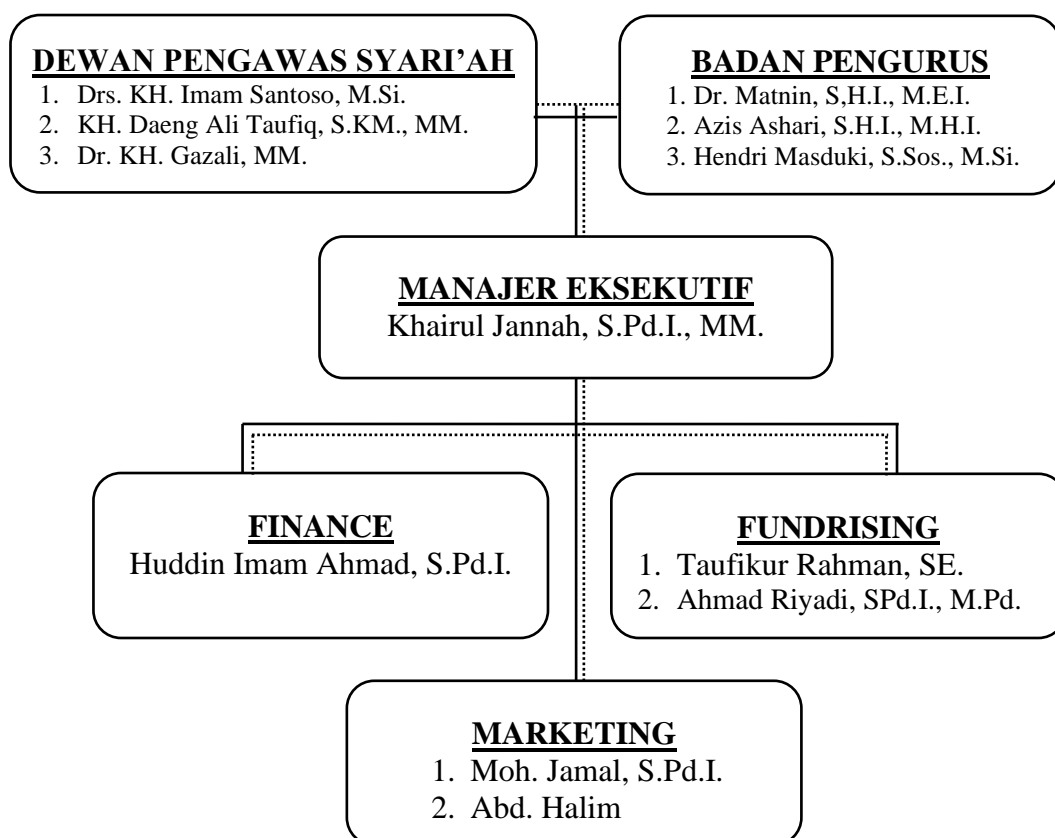 DEWAN PENGAWAS SYARI’AH
1. Drs. KH. Imam Santoso, M.Si.
2. KH. Daeng Ali Taufiq, S.KM., MM.
3. Dr. KH. Gazali, MM.
BADAN PENGURUS
1. Dr. Matnin, S,H.I., M.E.I.
2. Azis Ashari, S.H.I., M.H.I.
3. Hendri Masduki, S.Sos., M.Si.
MANAJER EKSEKUTIF
Khairul Jannah, S.Pd.I., MM.
FINANCE
Huddin Imam Ahmad, S.Pd.I.
FUNDRISING
1. Taufikur Rahman, SE.
2. Ahmad Riyadi, SPd.I., M.Pd.
MARKETING
1. Moh. Jamal, S.Pd.I.
2. Abd. Halim